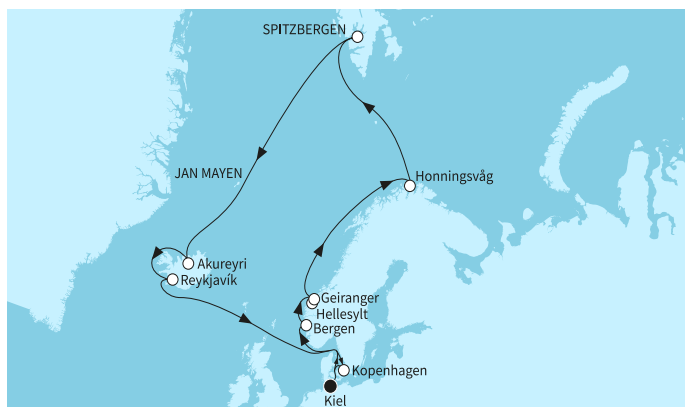 SPITZBERGEN
JAN MAYEN
Honningsvåg
Akureyri
Reykjavík
Geiranger
Hellesylt
Bergen
Kopenhagen
Kiel